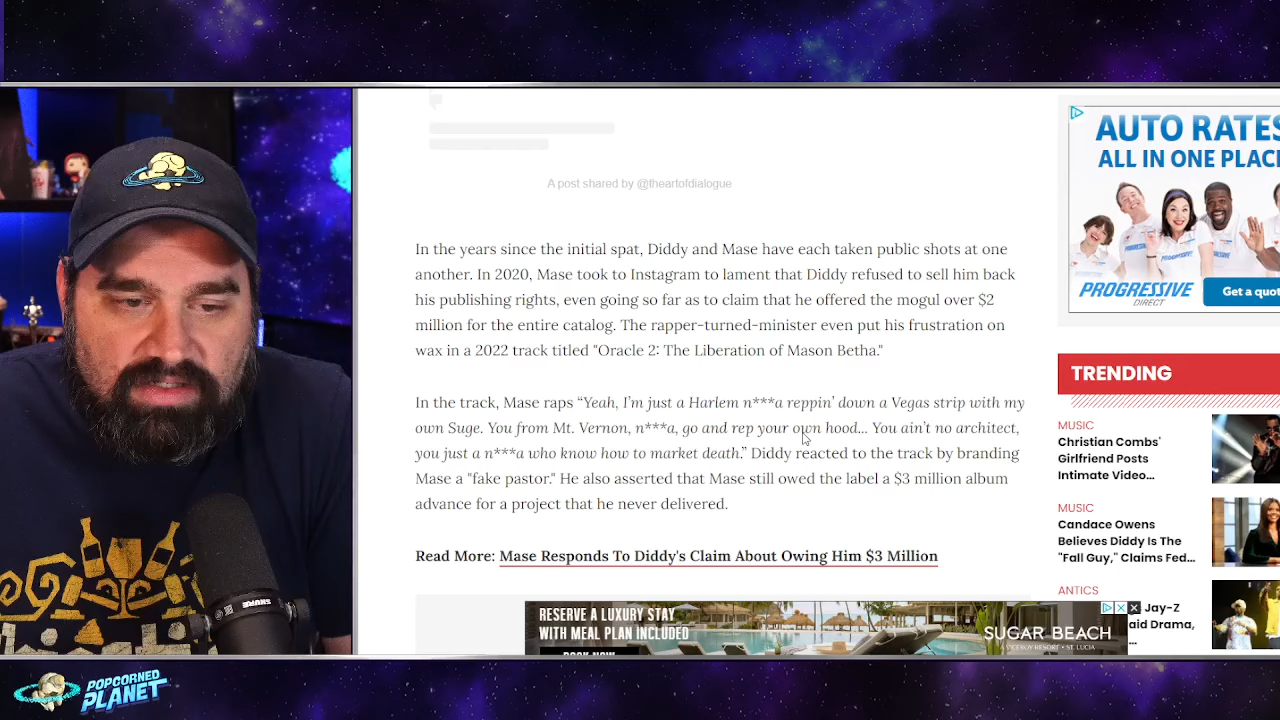 A post shared by @theartofdialogue
In the years since the initial spat, Diddy and Mase have each taken public shots at one
another. In 2020, Mase took to Instagram to lament that Diddy refused to sell him back
his publishing rights, even going so far as to claim that he offered the mogul over $2
million for the entire catalog. The rapper-turned-minister even put his frustration on
wax in a 2022 track titled "Oracle 2: The Liberation of Mason Betha."
In the track, Mase raps “Yeah, I’m just a Harlem n***a reppin’ down a Vegas strip with my
own Suge. You from Mt. Vernon, n***a, go and rep your own hood... You ain’t no architect,
you just a n***a who know how to market death.” Diddy reacted to the track by branding
Mase a "fake pastor." He also asserted that Mase still owed the label a $3 million album
advance for a project that he never delivered.
Read More: Mase Responds To Diddy's Claim About Owing Him $3 Million
RESERVE A LUXURY STAY
WITH MEAL PLAN INCLUDED
BOOK NOW
SUGAR BEACH
A VICEROY RESORT • ST. LUCIA
AUTO RATES
ALL IN ONE PLAC
PROGRESSIVE
DIRECT
Get a quot
TRENDING
MUSIC
Christian Combs'
Girlfriend Posts
Intimate Video...
MUSIC
Candace Owens
Believes Diddy Is The
"Fall Guy," Claims Fed...
ANTICS
Jay-Z
aid Drama,
...
SHURE
POPCORNED
PLANET